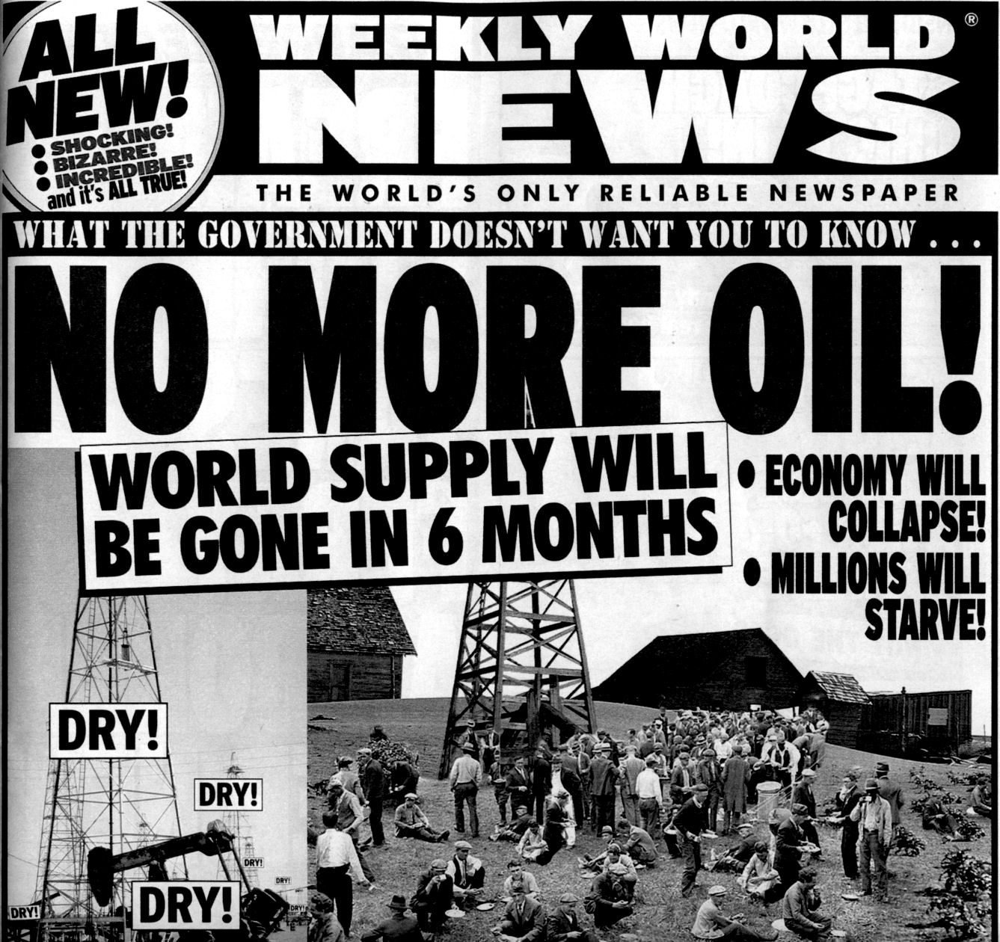 ALL
NEW!
• SHOCKING!
• BIZARRE!
• INCREDIBLE!
and it's ALL TRUE!
WEEKLY WORLD
NEWS®
THE WORLD'S ONLY RELIABLE NEWSPAPER
WHAT THE GOVERNMENT DOESN'T WANT YOU TO KNOW . . .
NO MORE OIL!
WORLD SUPPLY WILL
BE GONE IN 6 MONTHS
• ECONOMY WILL
COLLAPSE!
• MILLIONS WILL
STARVE!
DRY!
DRY!
DRY!
DRY!
DRY!
DRY!
DRY!
DRY!